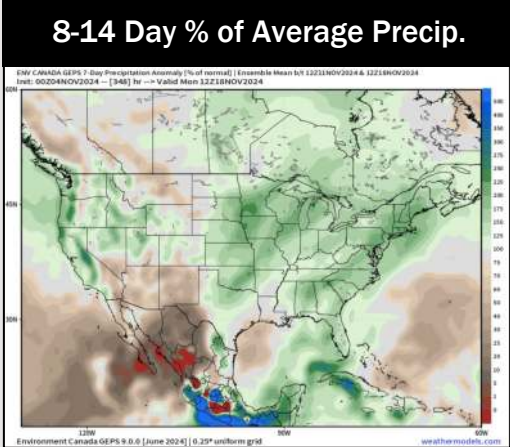 8-14 Day % of Average Precip.
ENV CANADA GEPS 7-Day Precipitation Anomaly [% of normal] | Ensemble Mean b/t 12Z11NOV2024 & 12Z18NOV2024
Init: 00Z04NOV2024 -- [348] hr --> Valid Mon 12Z18NOV2024
60N
45N
30N
120W
90W
60W
Environment Canada GEPS 9.0.0 [June 2024] | 0.25° uniform grid
weathermodels.com